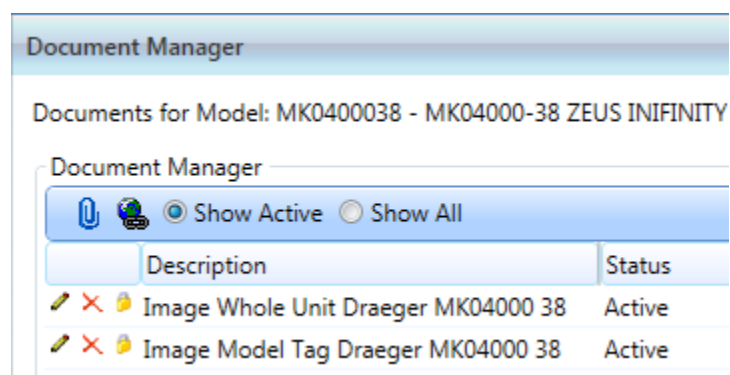 Document Manager
Documents for Model: MK0400038 - MK04000-38 ZEUS INIFINITY
Document Manager
Show Active Show All
Description Status
Image Whole Unit Draeger MK04000 38 Active
Image Model Tag Draeger MK04000 38 Active